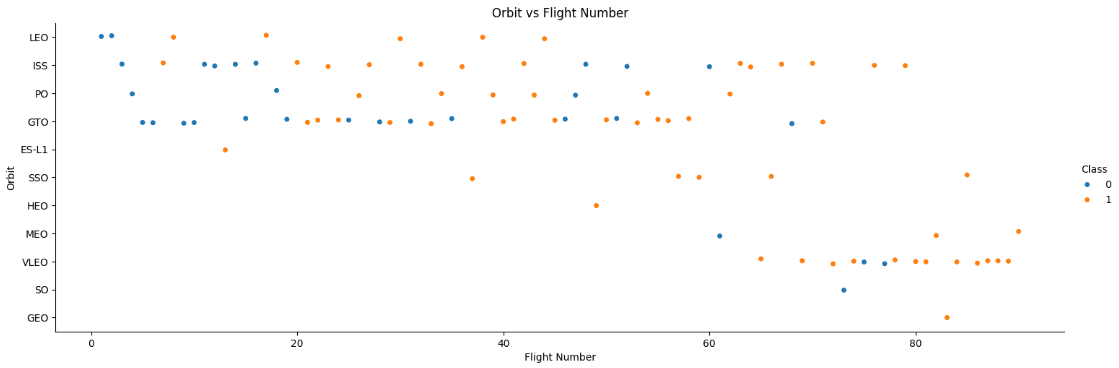 Orbit vs Flight Number
LEO
ISS
PO
GTO
ES-L1
SSO
HEO
MEO
VLEO
SO
GEO
Orbit
0
20
40
60
80
Flight Number
Class
0
1